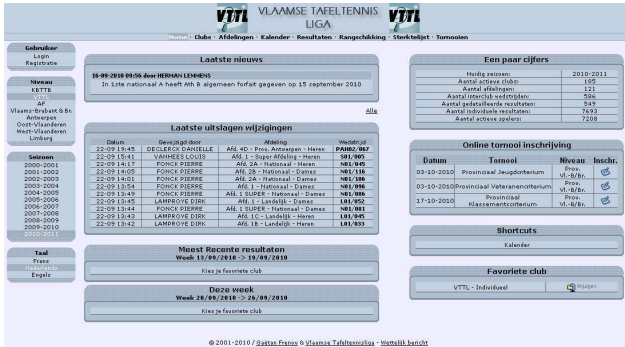 VTTL VLAAMSE TAFELTENNIS LIGA VTTL
Home · Clubs · Afdelingen · Kalender · Resultaten · Rangschikking · Sterktelijst · Tornooien
Gebruiker
Login
Registratie
Niveau
KBTTB
VTTL
AF
Vlaams-Brabant & Br.
Antwerpen
Oost-Vlaanderen
West-Vlaanderen
Limburg
Seizoen
2000-2001
2001-2002
2002-2003
2003-2004
2004-2005
2005-2006
2006-2007
2007-2008
2008-2009
2009-2010
2010-2011
Taal
Frans
Nederlands
Engels
Laatste nieuws
16-09-2010 09:56 door HERMAN LEMMENS
In 1ste nationaal A heeft Ath B algemeen forfait gegeven op 15 september 2010
Alle
Laatste uitslagen wijzigingen
Datum Gewijzigd door Afdeling Wedstrijd
22-09 19:45 DECLERCK DANIELLE Afd. 4D - Prov. Antwerpen - Heren PAH02/067
22-09 15:41 VANHEES LOUIS Afd. 1 - Super Afdeling - Heren S01/005
22-09 14:17 FONCK PIERRE Afd. 2A - Nationaal - Heren N01/045
22-09 14:05 FONCK PIERRE Afd. 2B - Nationaal - Dames N01/116
22-09 14:01 FONCK PIERRE Afd. 2A - Nationaal - Dames N01/106
22-09 13:54 FONCK PIERRE Afd. 1 - Nationaal - Dames N01/096
22-09 13:49 FONCK PIERRE Afd. 1 SUPER - Nationaal - Dames N01/086
22-09 13:45 LAMPROYE DIRK Afd. 1 - Landelijk - Dames L01/052
22-09 13:44 FONCK PIERRE Afd. 1 SUPER - Nationaal - Dames N01/081
22-09 13:43 LAMPROYE DIRK Afd. 1C - Landelijk - Heren L01/045
22-09 13:42 LAMPROYE DIRK Afd. 1B - Landelijk - Heren L01/033
Meest Recente resultaten
Week 13/09/2010 -> 19/09/2010
Kies je favoriete club
Deze week
Week 20/09/2010 -> 26/09/2010
Kies je favoriete club
Een paar cijfers
Huidig seizoen: 2010-2011
Aantal actieve clubs: 185
Aantal afdelingen: 121
Aantal interclub wedstrijden: 586
Aantal gedetailleerde resultaten: 549
Aantal individuele resultaten: 7693
Aantal actieve spelers: 7208
Online tornooi inschrijving
Datum Tornooi Niveau Inschr.
03-10-2010 Provinciaal Jeugdcriterium Prov. Vl.-B/Br.
03-10-2010 Provinciaal Veteranencriterium Prov. Vl.-B/Br.
17-10-2010 Provinciaal Klassementscriterium Prov. Vl.-B/Br.
Shortcuts
Kalender
Favoriete club
VTTL - Individueel Wijzigen
© 2001-2010 / Gaëtan Frenoy & Vlaamse Tafeltennisliga - Wettelijk bericht